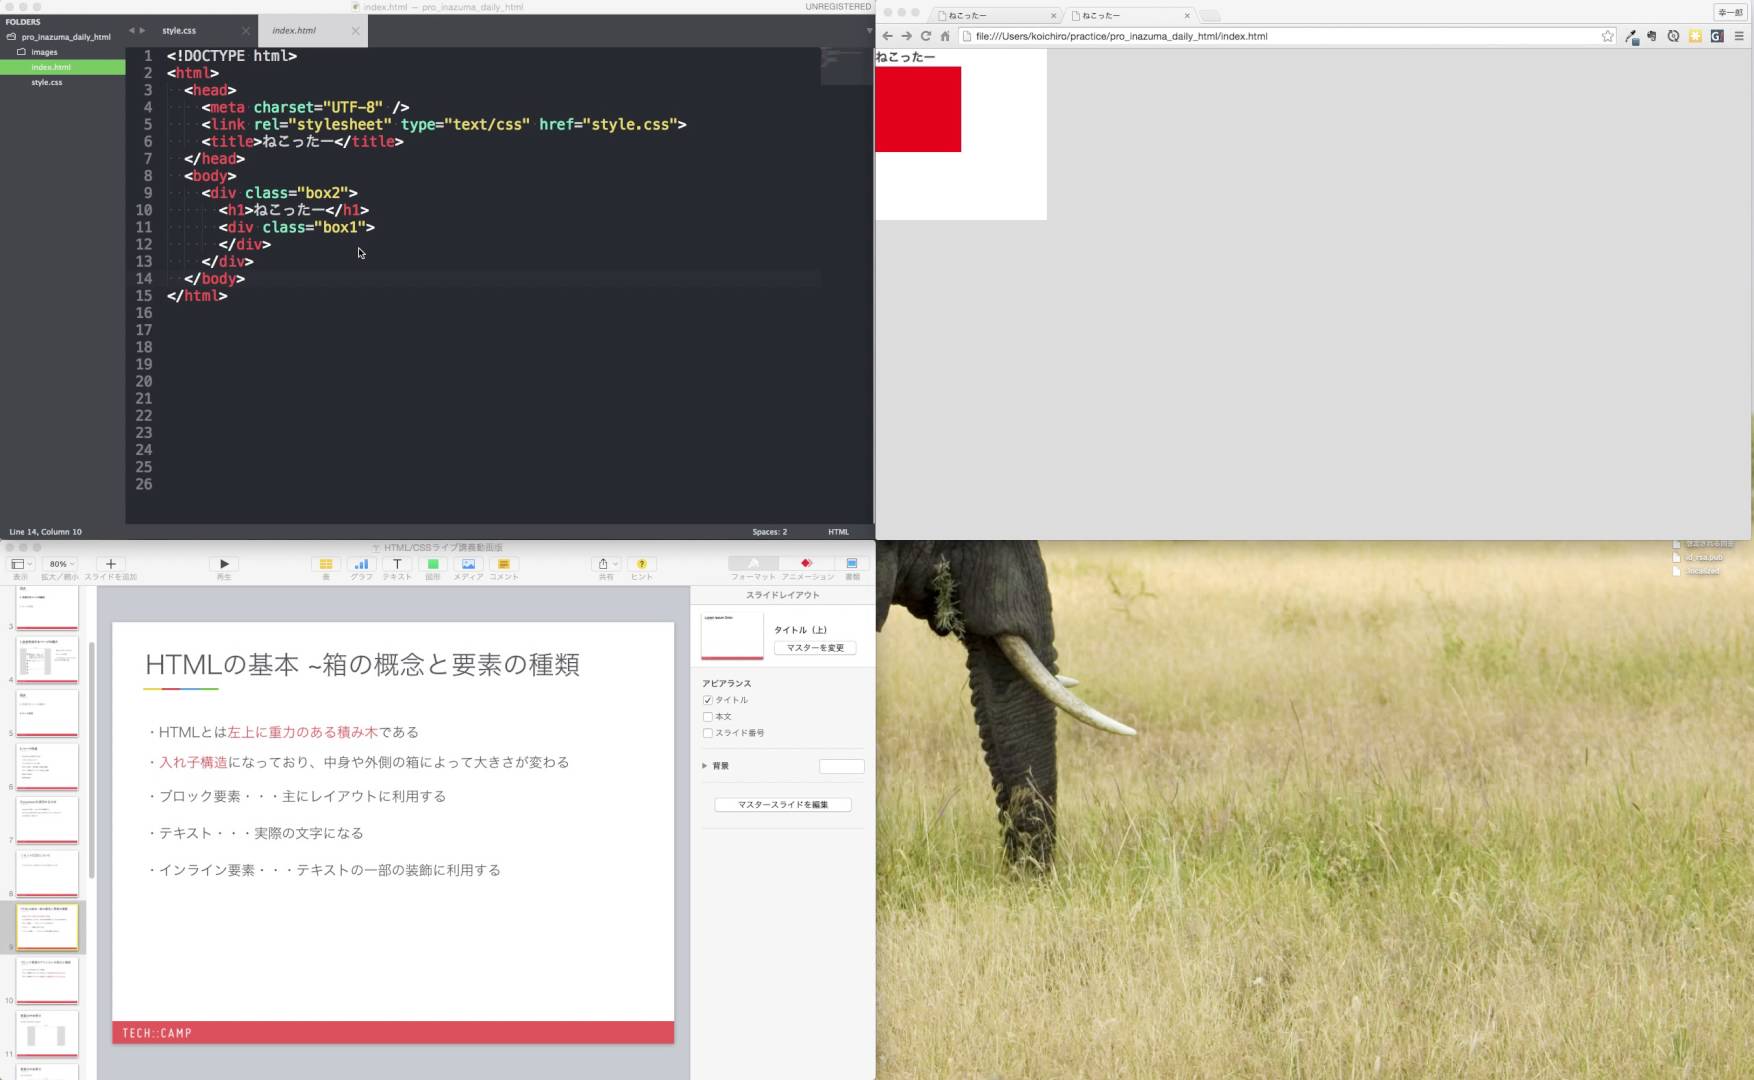 index.html — pro_inazuma_daily_html
UNREGISTERED
FOLDERS
pro_inazuma_daily_html
images
index.html
style.css
style.css
index.html
1 <!DOCTYPE html>
2 <html>
3 <head>
4 <meta charset="UTF-8" />
5 <link rel="stylesheet" type="text/css" href="style.css">
6 <title>ねこったー</title>
7 </head>
8 <body>
9 <div class="box2">
10 <h1>ねこったー</h1>
11 <div class="box1">
12 </div>
13 </div>
14 </body>
15 </html>
16
17
18
19
20
21
22
23
24
25
26
Line 14, Column 10
Spaces: 2
HTML
ねこったー
ねこったー
幸一郎
file:///Users/koichiro/practice/pro_inazuma_daily_html/index.html
ねこったー
id_rsa.pub
HTML/CSSライブ講義動画版
80%
表示
拡大/縮小
スライドを追加
再生
表
グラフ
テキスト
図形
メディア
コメント
共有
ヒント
フォーマット
アニメーション
書類
3
4
5
6
7
8
9
10
11
HTMLの基本 ~箱の概念と要素の種類
・HTMLとは左上に重力のある積み木である
・入れ子構造になっており、中身や外側の箱によって大きさが変わる
・ブロック要素・・・主にレイアウトに利用する
・テキスト・・・実際の文字になる
・インライン要素・・・テキストの一部の装飾に利用する
TECH::CAMP
スライドレイアウト
タイトル（上）
マスターを変更
アピアランス
タイトル
本文
スライド番号
背景
マスタースライドを編集